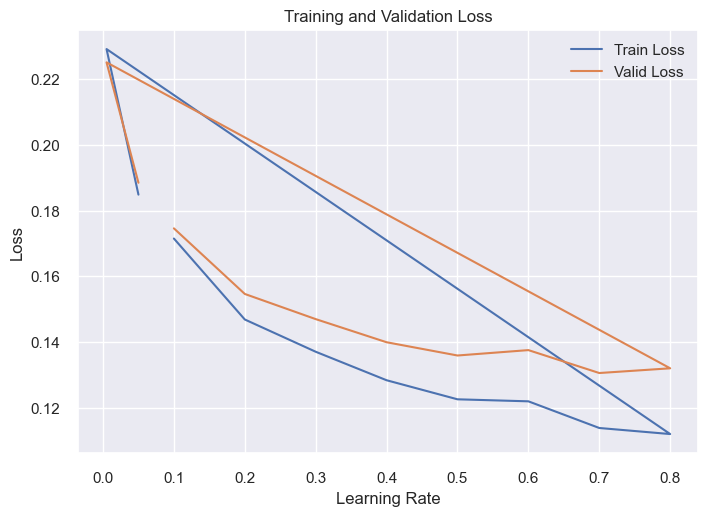 Training and Validation Loss
Train Loss
Valid Loss
0.22
0.20
0.18
0.16
0.14
0.12
Loss
0.0 0.1 0.2 0.3 0.4 0.5 0.6 0.7 0.8
Learning Rate